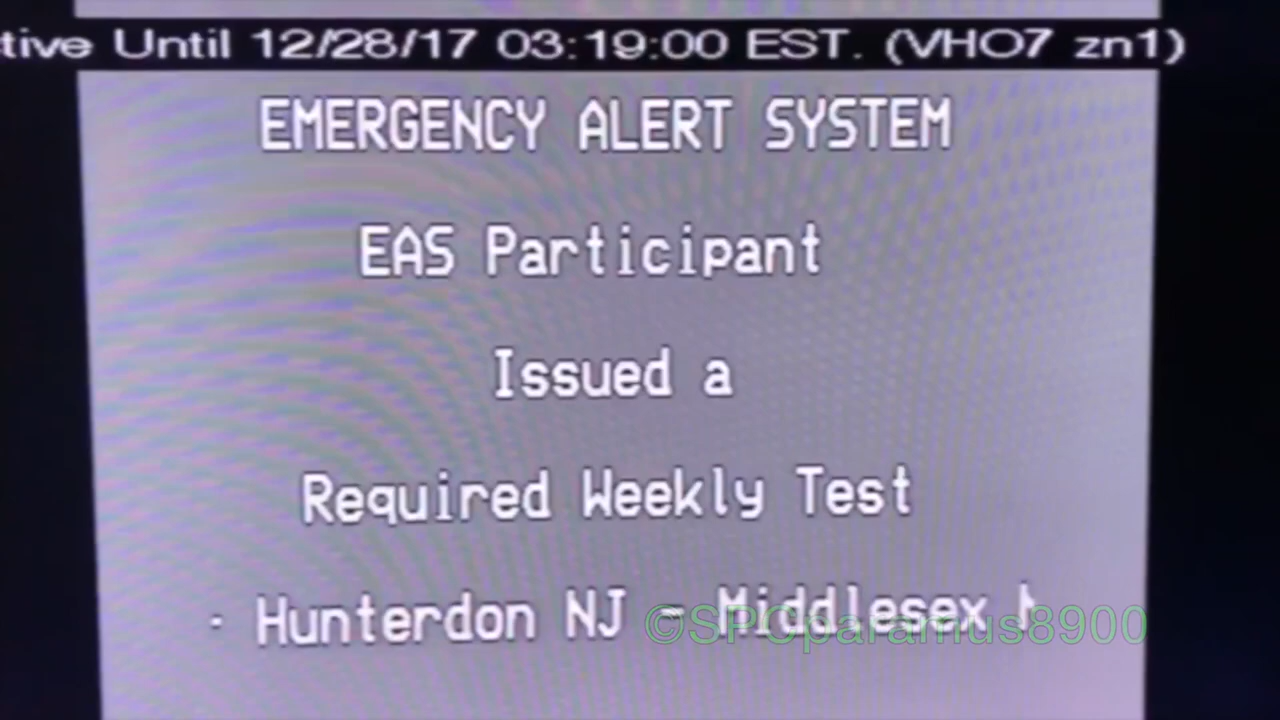 tive Until 12/28/17 03:19:00 EST. (VHO7 zn1)
EMERGENCY ALERT SYSTEM
EAS Participant
Issued a
Required Weekly Test
- Hunterdon NJ - Middlesex
©SPOparamus8900